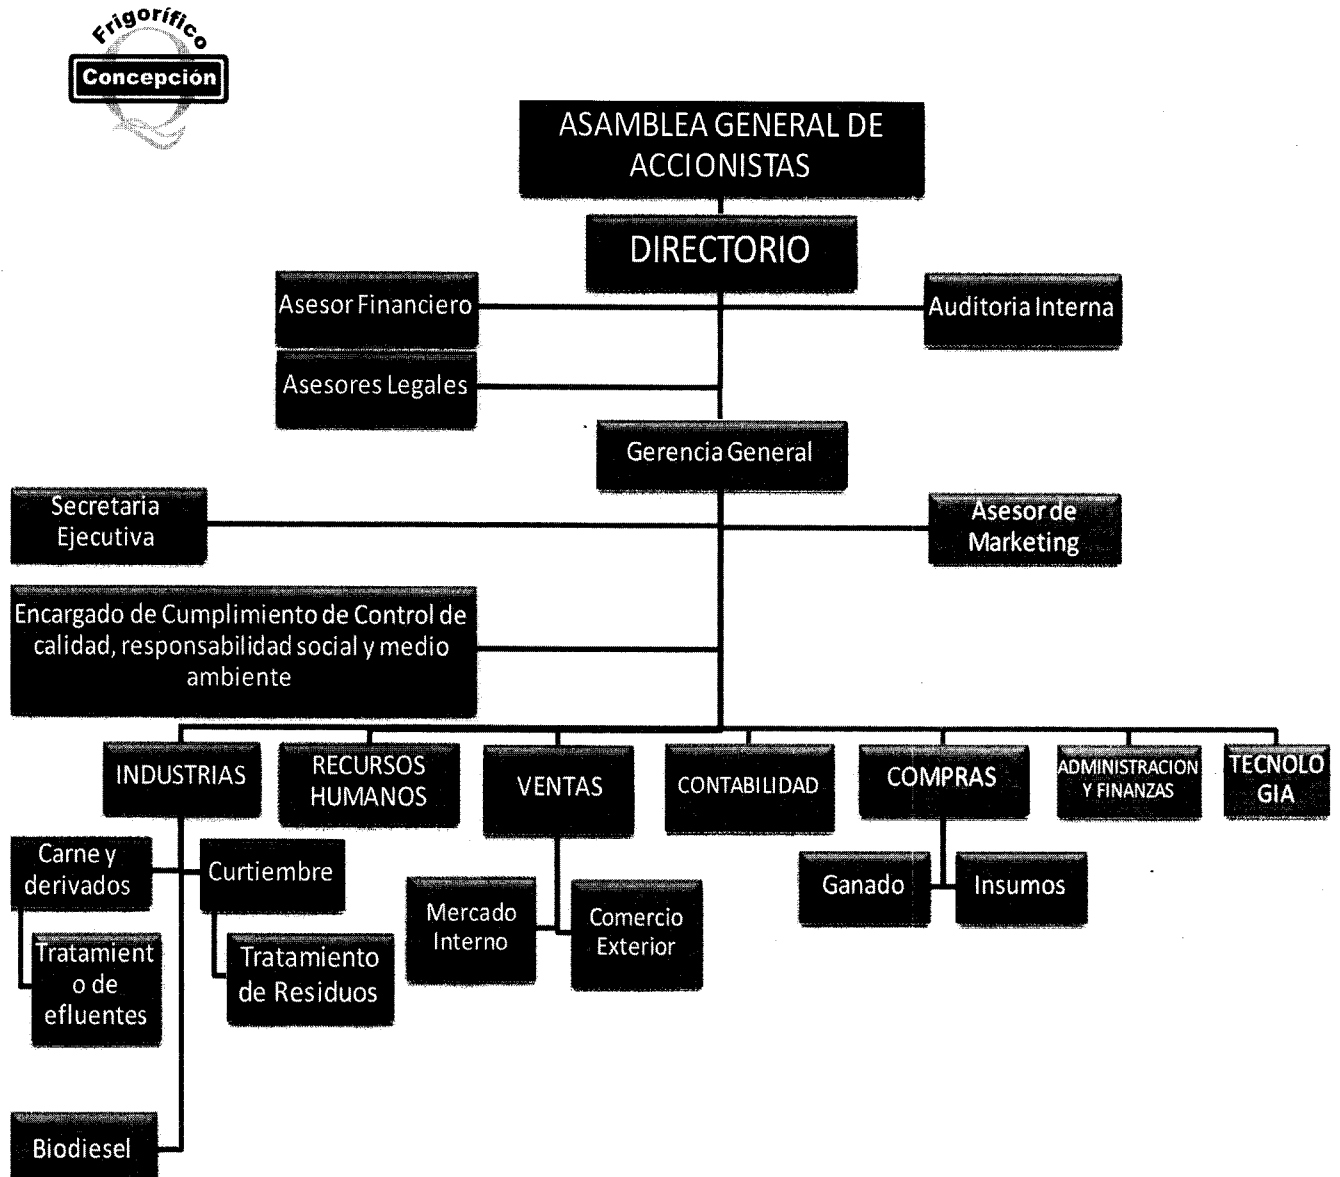 Frigorífico
Concepción
ASAMBLEA GENERAL DE
ACCIONISTAS
DIRECTORIO
Asesor Financiero
Auditoria Interna
Asesores Legales
Gerencia General
Secretaria
Ejecutiva
Asesor de
Marketing
Encargado de Cumplimiento de Control de
calidad, responsabilidad social y medio
ambiente
INDUSTRIAS
RECURSOS
HUMANOS
VENTAS
CONTABILIDAD
COMPRAS
ADMINISTRACION
Y FINANZAS
TECNOLO
GIA
Carne y
derivados
Curtiembre
Tratamient
o de
efluentes
Tratamiento
de Residuos
Mercado
Interno
Comercio
Exterior
Ganado
Insumos
Biodiesel